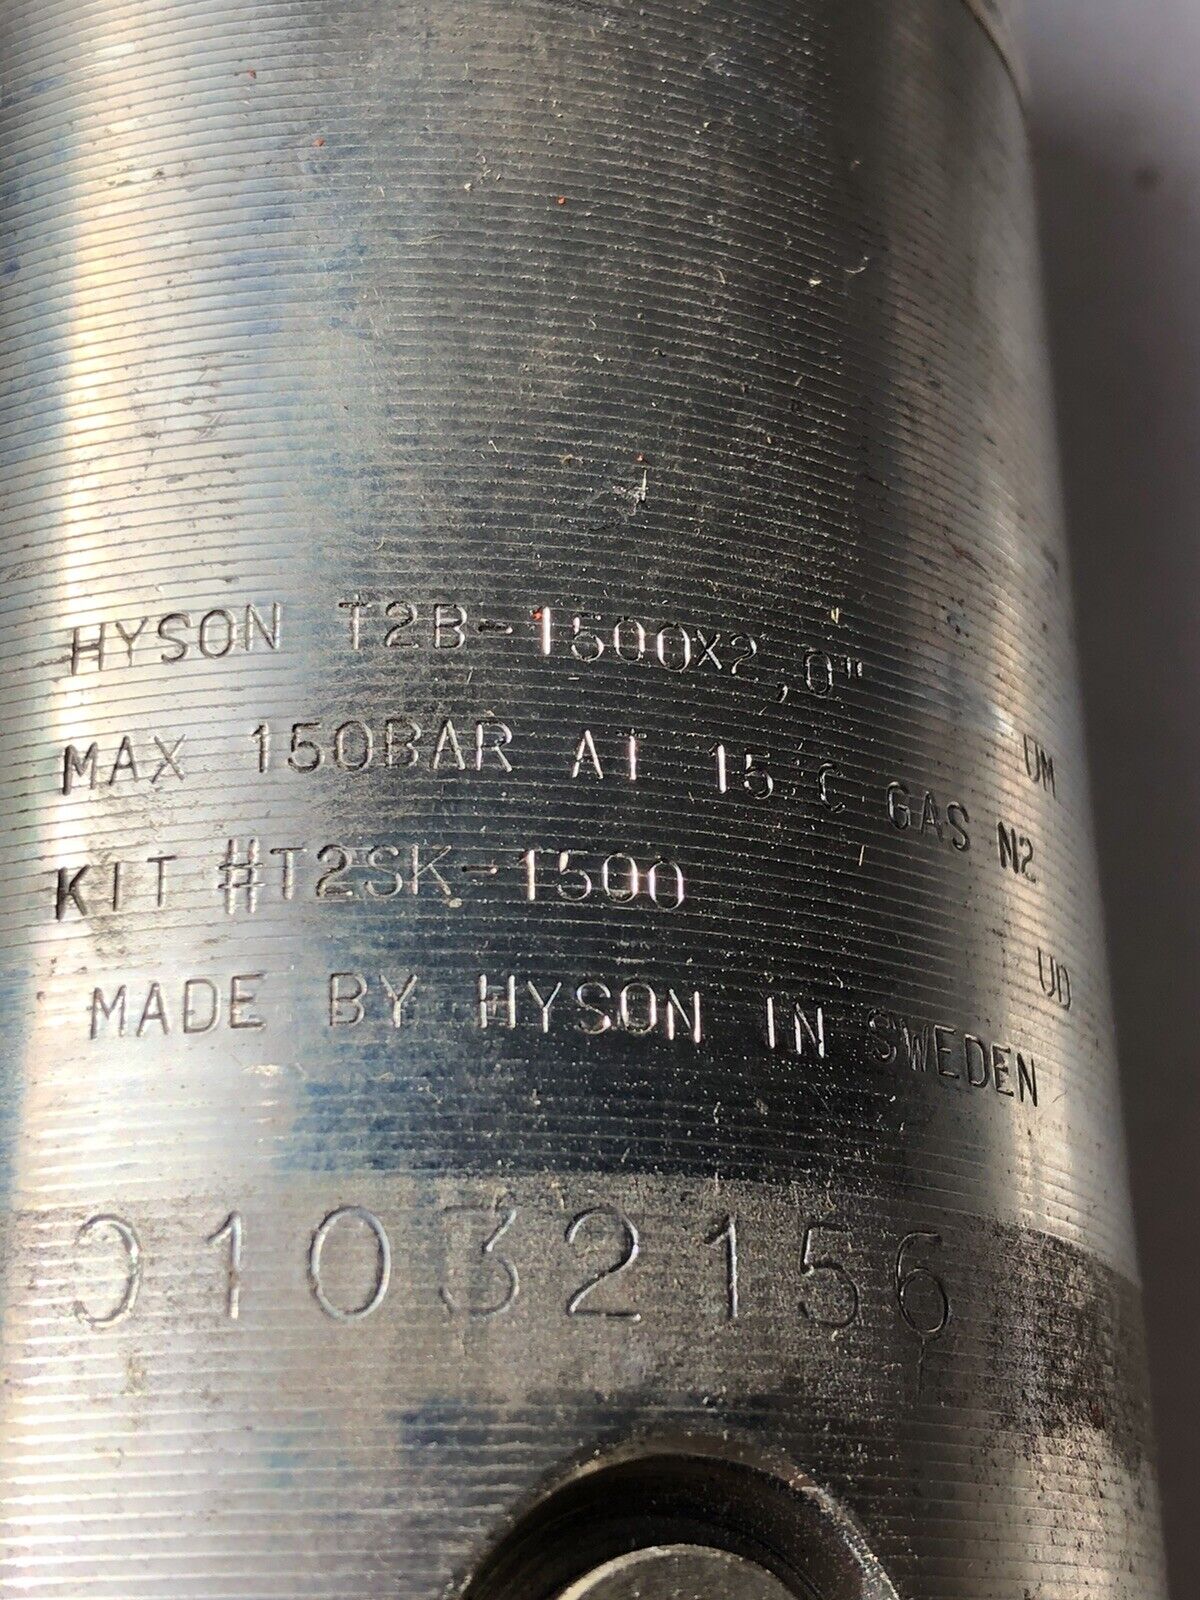 HYSON T2B-1500x2,0"
MAX 150BAR AT 15°C GAS N2
KIT #T2SK-1500
MADE BY HYSON IN SWEDEN
01032156
UM
UD